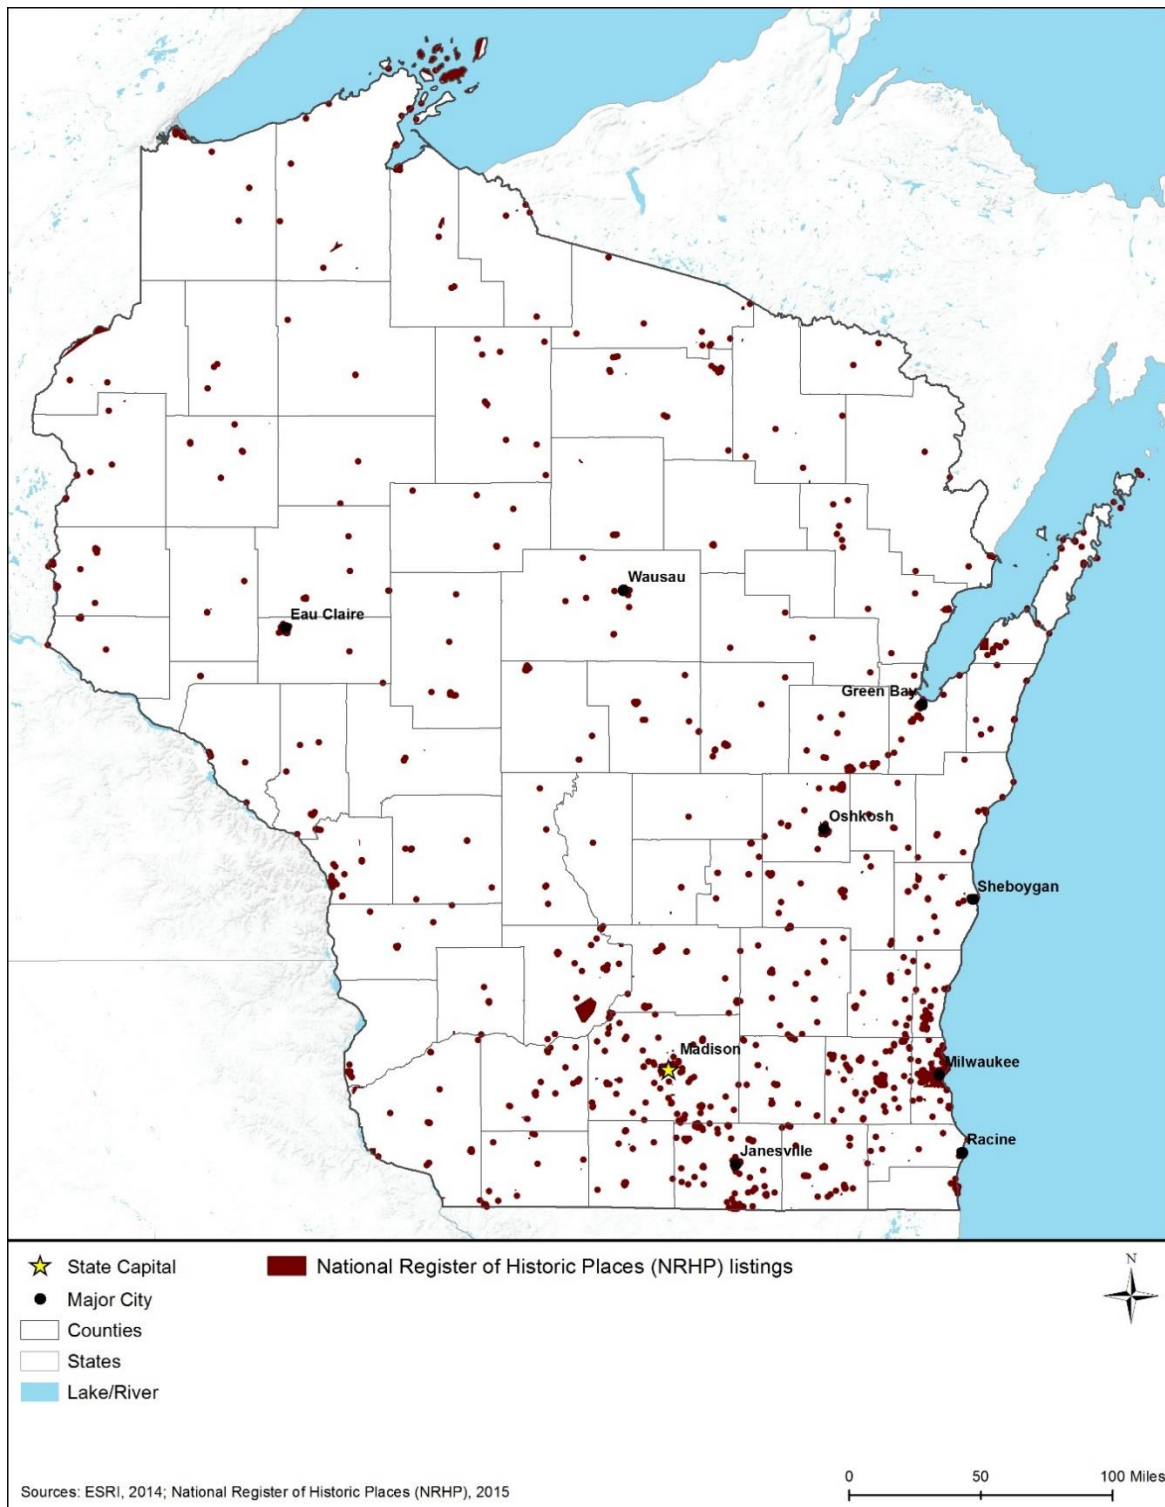 Wausau
Eau Claire
Green Bay
Oshkosh
Sheboygan
Madison
Milwaukee
Janesville
Racine
State Capital
National Register of Historic Places (NRHP) listings
N
Major City
Counties
States
Lake/River
0 50 100 Miles
Sources: ESRI, 2014; National Register of Historic Places (NRHP), 2015